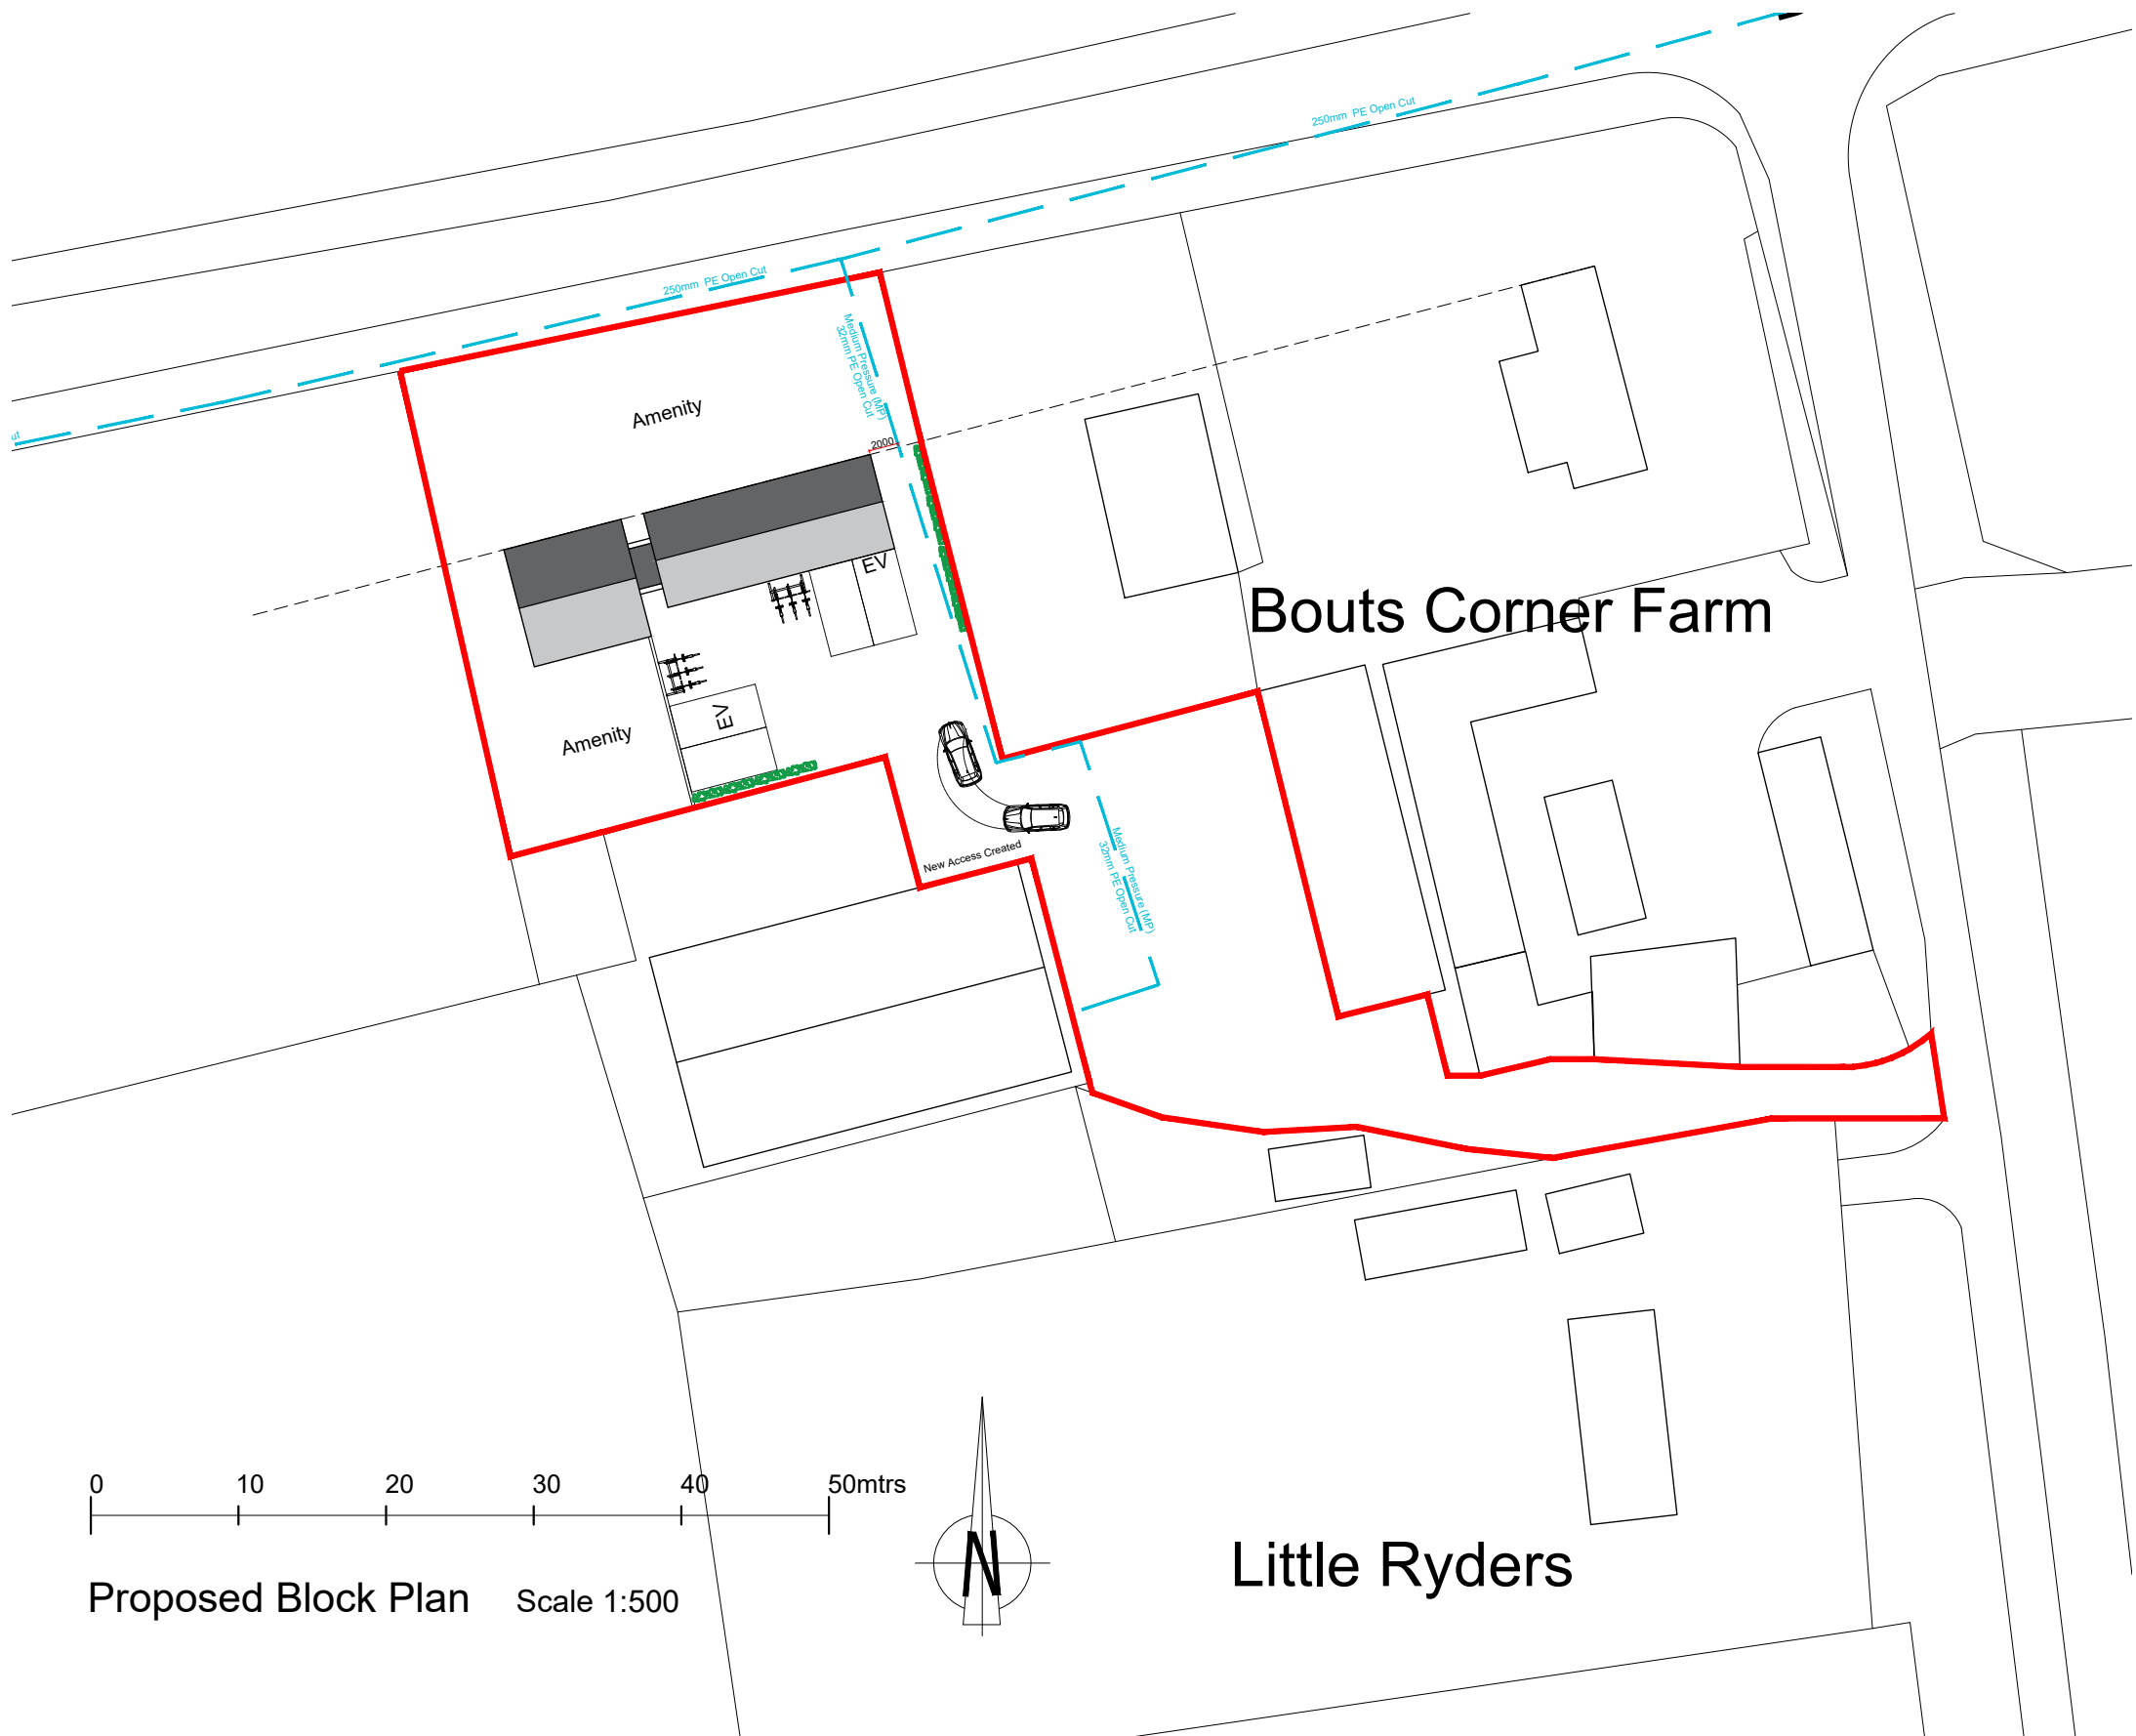 250mm PE Open Cut
250mm PE Open Cut
ut
Medium Pressure (MP)
32mm PE Open Cut
Amenity
2000
EV
Bouts Corner Farm
EV
Amenity
New Access Created
Medium Pressure (MP)
32mm PE Open Cut
0 10 20 30 40 50mtrs
N
Proposed Block Plan Scale 1:500
Little Ryders